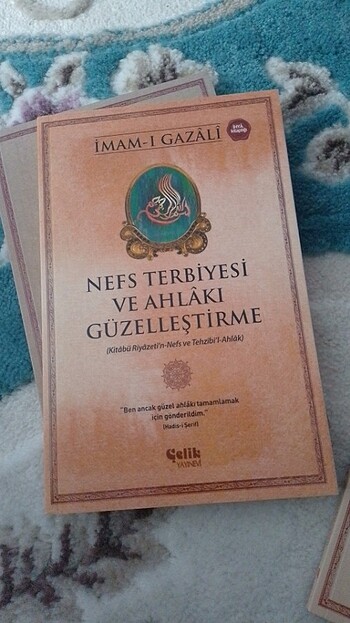 İMAM-I GAZÂLÎ
NEFS TERBİYESİ
VE AHLÂKI
GÜZELLEŞTİRME
(Kitâbü Riyâzeti'n-Nefs ve Tehzîbi'l-Ahlâk)
"Ben ancak güzel ahlâkı tamamlamak
için gönderildim."
(Hadis-i Şerif)
Çelik
YAYINEVİ